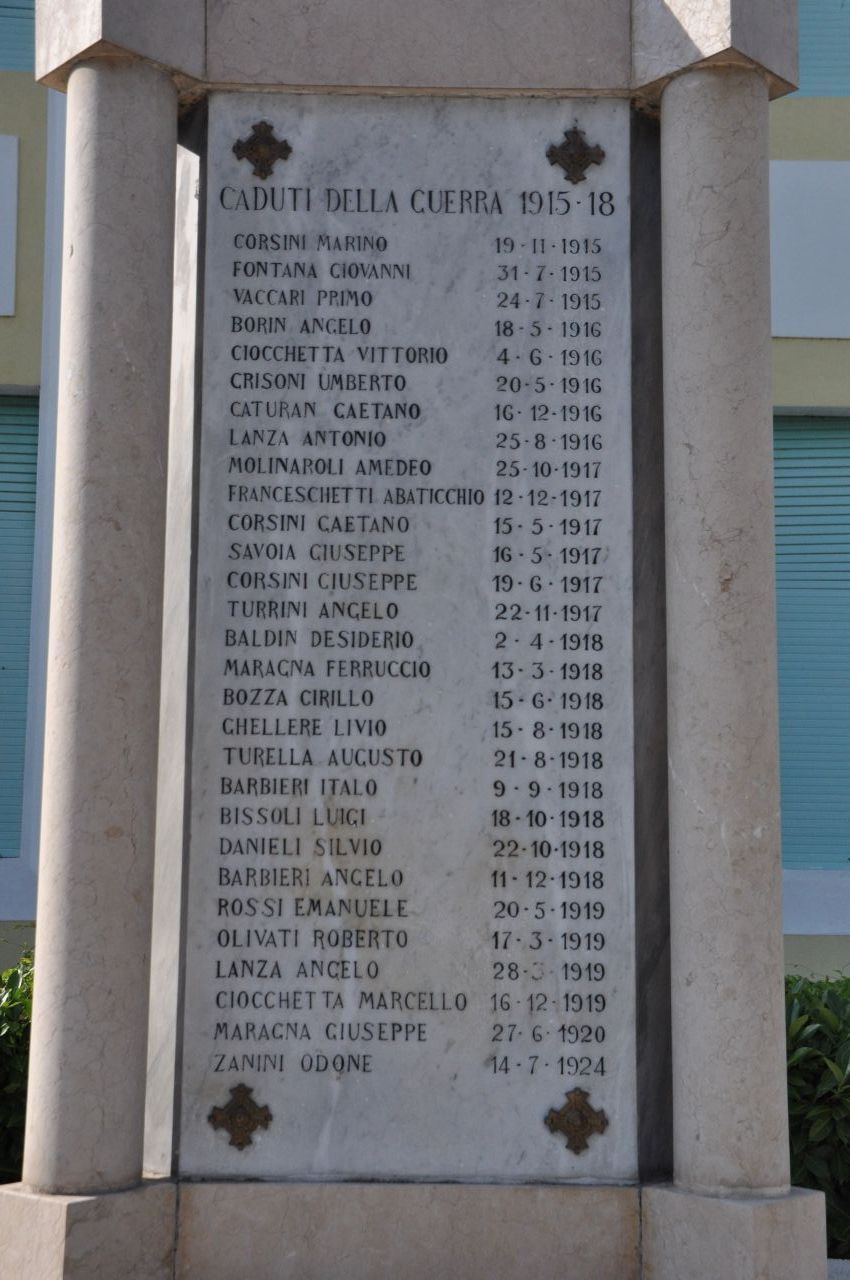 CADUTI DELLA GUERRA 1915-18
CORSINI MARINO 19·11·1915
FONTANA GIOVANNI 31·7·1915
VACCARI PRIMO 24·7·1915
BORIN ANGELO 18·5·1916
CIOCCHETTA VITTORIO 4·6·1916
CRISONI UMBERTO 20·5·1916
CATURAN GAETANO 16·12·1916
LANZA ANTONIO 25·8·1916
MOLINAROLI AMEDEO 25·10·1917
FRANCESCHETTI ABATICCHIO 12·12·1917
CORSINI GAETANO 15·5·1917
SAVOIA GIUSEPPE 16·5·1917
CORSINI GIUSEPPE 19·6·1917
TURRINI ANGELO 22·11·1917
BALDIN DESIDERIO 2·4·1918
MARAGNA FERRUCCIO 13·3·1918
BOZZA CIRILLO 15·6·1918
GHELLERE LIVIO 15·8·1918
TURELLA AUGUSTO 21·8·1918
BARBIERI ITALO 9·9·1918
BISSOLI LUIGI 18·10·1918
DANIELI SILVIO 22·10·1918
BARBIERI ANGELO 11·12·1918
ROSSI EMANUELE 20·5·1919
OLIVATI ROBERTO 17·3·1919
LANZA ANGELO 28·3·1919
CIOCCHETTA MARCELLO 16·12·1919
MARAGNA GIUSEPPE 27·6·1920
ZANINI ODONE 14·7·1924